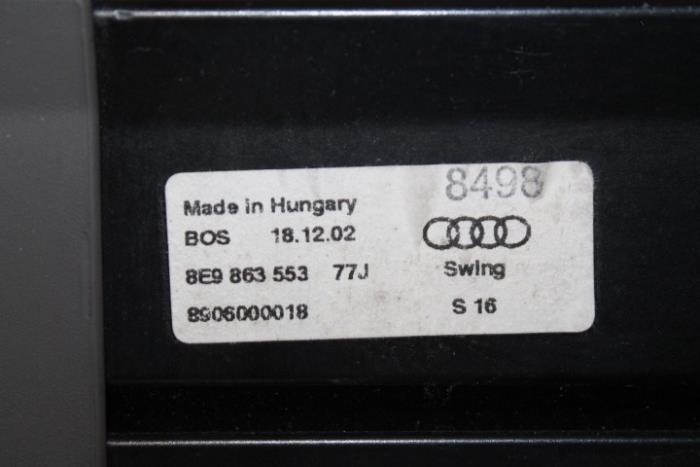 8498
Made in Hungary
BOS 18.12.02
8E9 863 553 77J Swing
8906000018 S 16